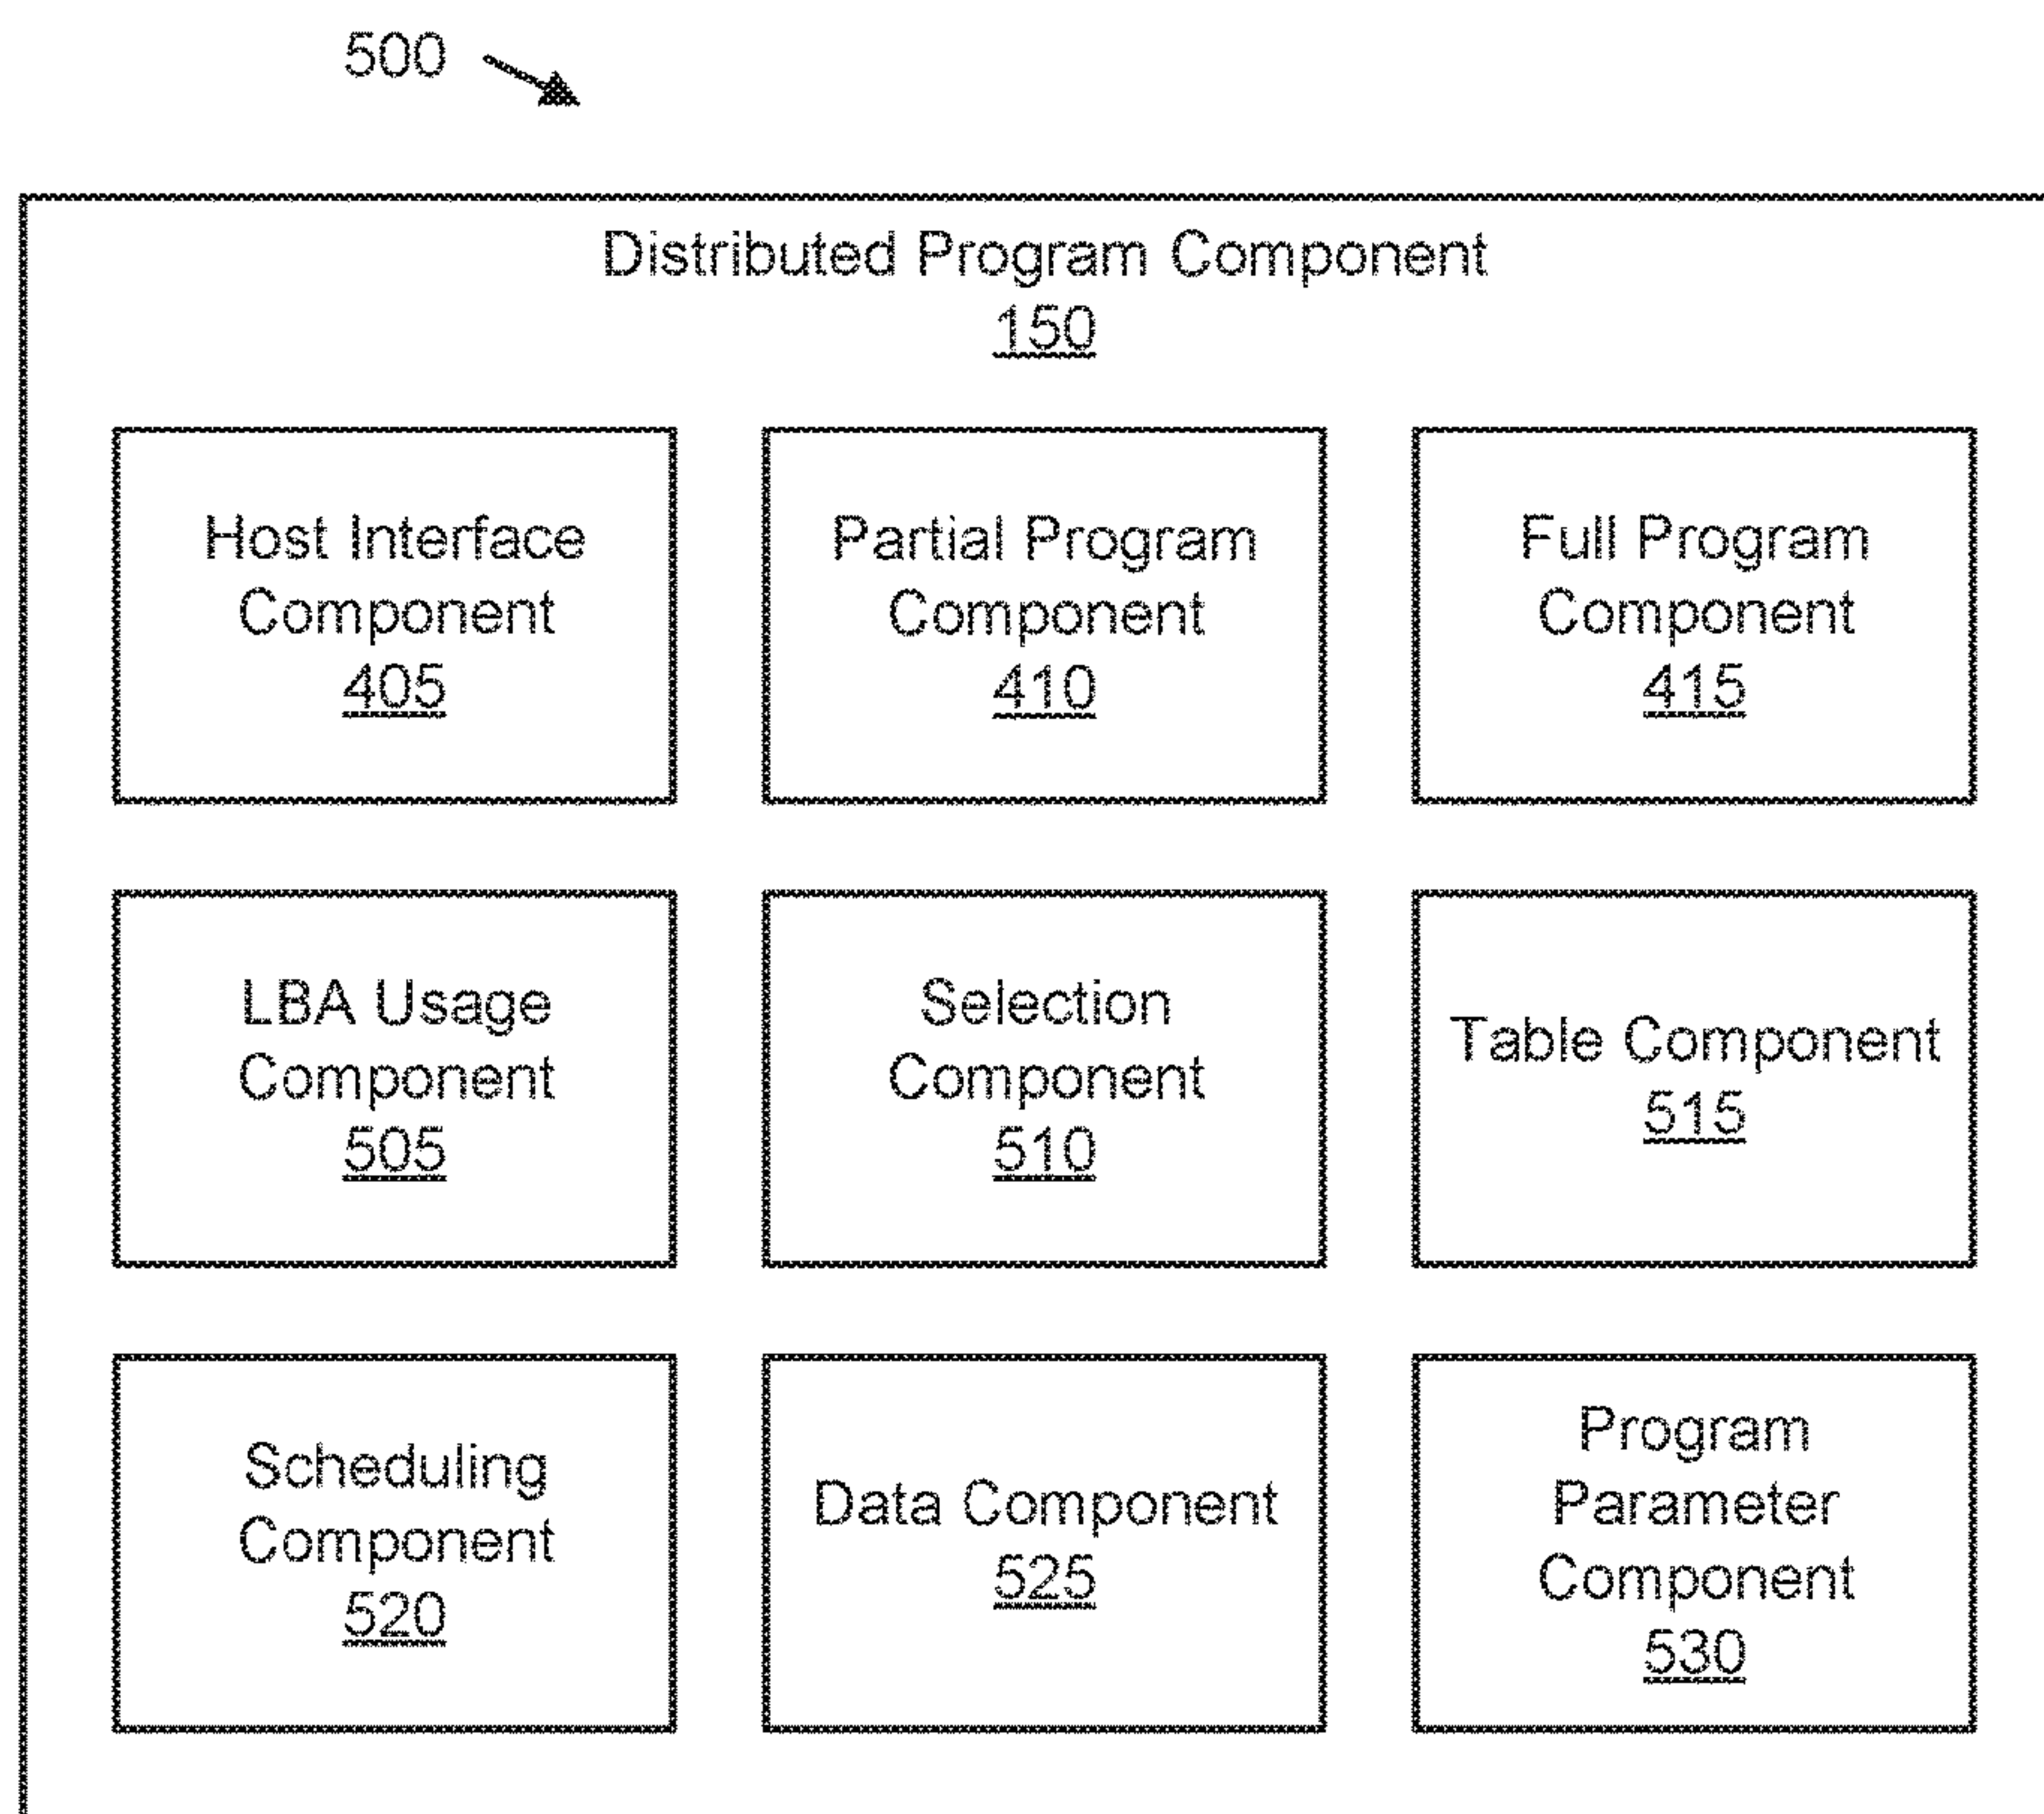 500
Distributed Program Component
150
Host Interface
Component
405
Partial Program
Component
410
Full Program
Component
415
LBA Usage
Component
505
Selection
Component
510
Table Component
515
Scheduling
Component
520
Data Component
525
Program
Parameter
Component
530